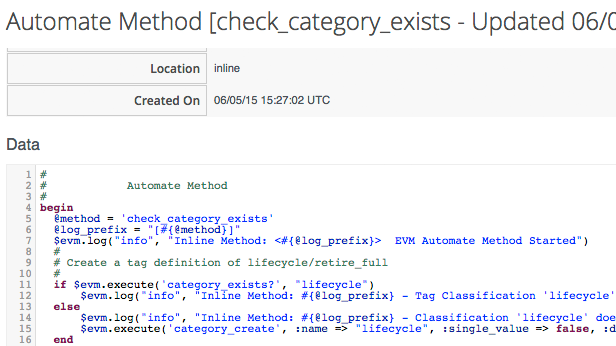 Automate Method [check_category_exists - Updated 06/0
Location inline
Created On 06/05/15 15:27:02 UTC
Data
1 #
2 # Automate Method
3 #
4 begin
5 @method = 'check_category_exists'
6 @log_prefix = "[#{@method}]"
7 $evm.log("info", "Inline Method: <#{@log_prefix}> EVM Automate Method Started")
8 #
9 # Create a tag definition of lifecycle/retire_full
10 #
11 if $evm.execute('category_exists?', "lifecycle")
12 $evm.log("info", "Inline Method: #{@log_prefix} - Tag Classification 'lifecycle'
13 else
14 $evm.log("info", "Inline Method: #{@log_prefix} - Classification 'lifecycle' doe
15 $evm.execute('category_create', :name => "lifecycle", :single_value => false, :d
16 end